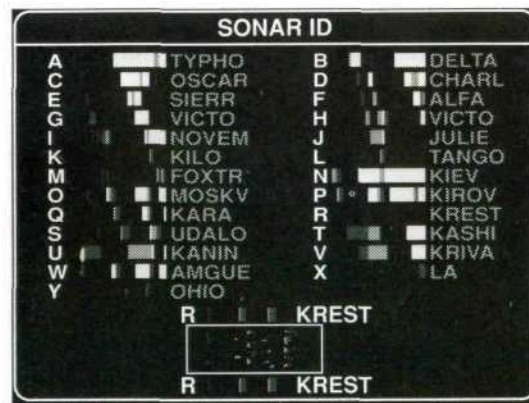 SONAR ID
A TYPHO B DELTA
C OSCAR D CHARL
E SIERR F ALFA
G VICTO H VICTO
I NOVEM J JULIE
K KILO L TANGO
M FOXTR N KIEV
O MOSKV P KIROV
Q KARA R KREST
S UDALO T KASHI
U KANIN V KRIVA
W AMGUE X LA
Y OHIO
R KREST
R KREST